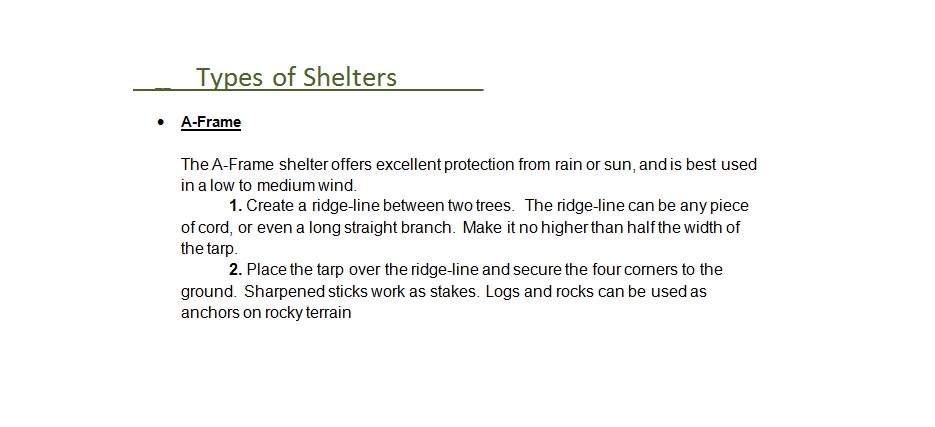 Types of Shelters
• A-Frame
The A-Frame shelter offers excellent protection from rain or sun, and is best used
in a low to medium wind.
1. Create a ridge-line between two trees.  The ridge-line can be any piece
of cord, or even a long straight branch.  Make it no higher than half the width of
the tarp.
2. Place the tarp over the ridge-line and secure the four corners to the
ground.  Sharpened sticks work as stakes. Logs and rocks can be used as
anchors on rocky terrain